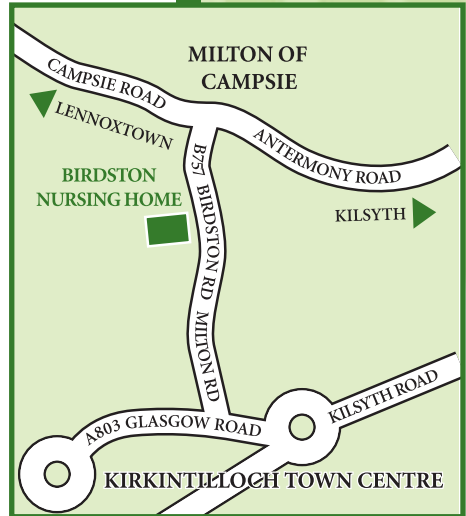 MILTON OF
CAMPSIE
CAMPSIE ROAD
LENNOXTOWN
ANTERMONY ROAD
B757 BIRDSTON RD MILTON RD
BIRDSTON
NURSING HOME
KILSYTH
KILSYTH ROAD
A803 GLASGOW ROAD
KIRKINTILLOCH TOWN CENTRE